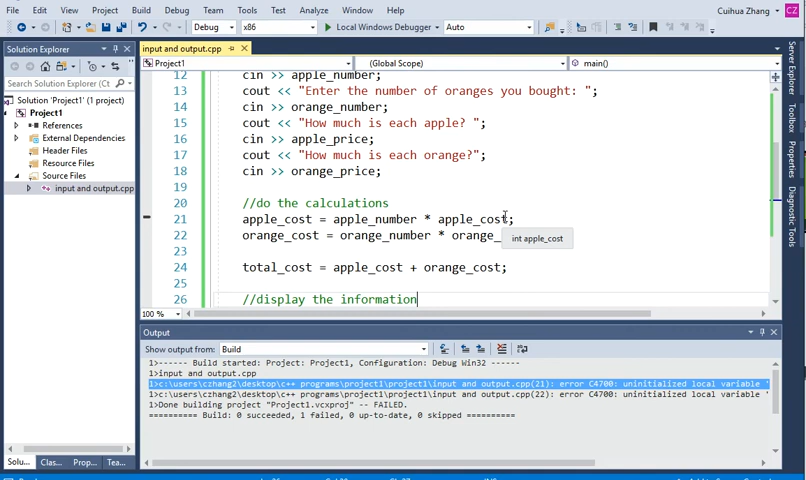 File Edit View Project Build Debug Team Tools Test Analyze Window Help Cuihua Zhang CZ
Debug x86 Local Windows Debugger Auto
Solution Explorer
Search Solution Explorer
Solution 'Project1' (1 project)
Project1
References
External Dependencies
Header Files
Resource Files
Source Files
input and output.cpp
Solu... Clas... Prop... Tea...
input and output.cpp
Project1 (Global Scope) main()
12 cin >> apple_number;
13 cout << "Enter the number of oranges you bought: ";
14 cin >> orange_number;
15 cout << "How much is each apple? ";
16 cin >> apple_price;
17 cout << "How much is each orange?";
18 cin >> orange_price;
19
20 //do the calculations
21 apple_cost = apple_number * apple_cost;
22 orange_cost = orange_number * orange_
int apple_cost
23
24 total_cost = apple_cost + orange_cost;
25
26 //display the information
100 %
Output
Show output from: Build
1>------ Build started: Project: Project1, Configuration: Debug Win32 ------
1>input and output.cpp
1>c:\users\czhang2\desktop\c++ programs\project1\project1\input and output.cpp(21): error C4700: uninitialized local variable '
1>c:\users\czhang2\desktop\c++ programs\project1\project1\input and output.cpp(22): error C4700: uninitialized local variable '
1>Done building project "Project1.vcxproj" -- FAILED.
========== Build: 0 succeeded, 1 failed, 0 up-to-date, 0 skipped ==========
Server Explorer
Toolbox
Properties
Diagnostic Tools